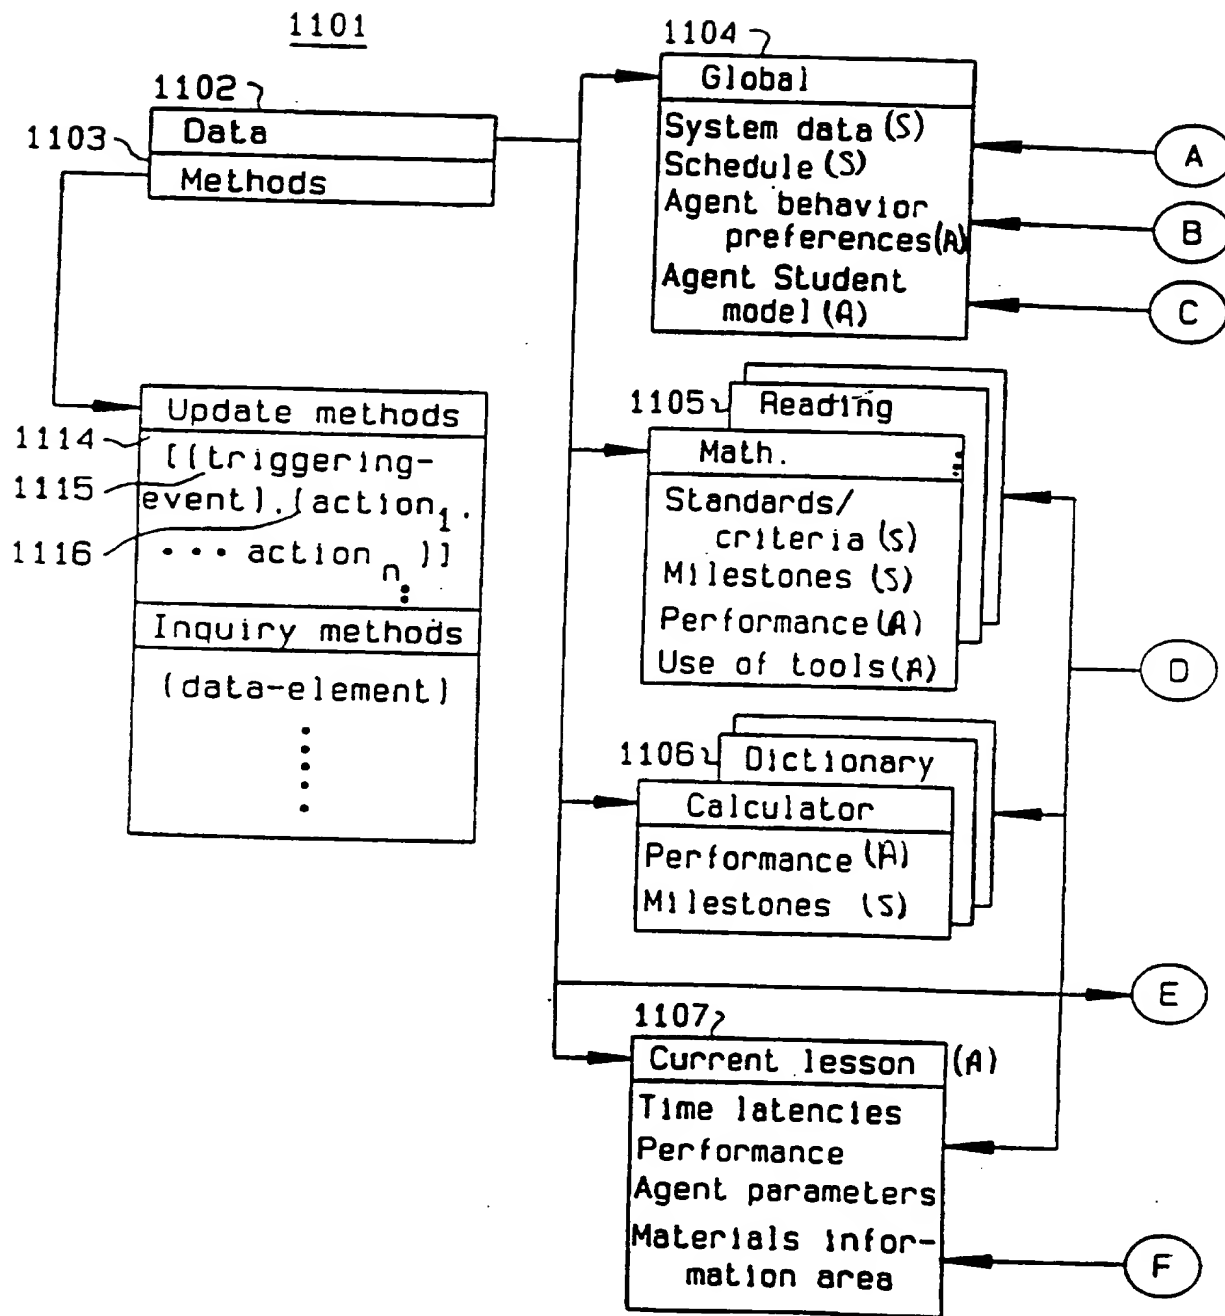 1101
1102
Data
1103
Methods
Update methods
1114
[((triggering-
1115
event).(action1.
1116
••• action n )]
Inquiry methods
(data-element)
1104
Global
System data (S)
Schedule (S)
Agent behavior
preferences(A)
Agent Student
model (A)
A
B
C
1105
Reading
Math.
Standards/
criteria (S)
Milestones (S)
Performance (A)
Use of tools (A)
D
1106
Dictionary
Calculator
Performance (A)
Milestones (S)
E
1107
Current lesson (A)
Time latencies
Performance
Agent parameters
Materials infor-
mation area
F